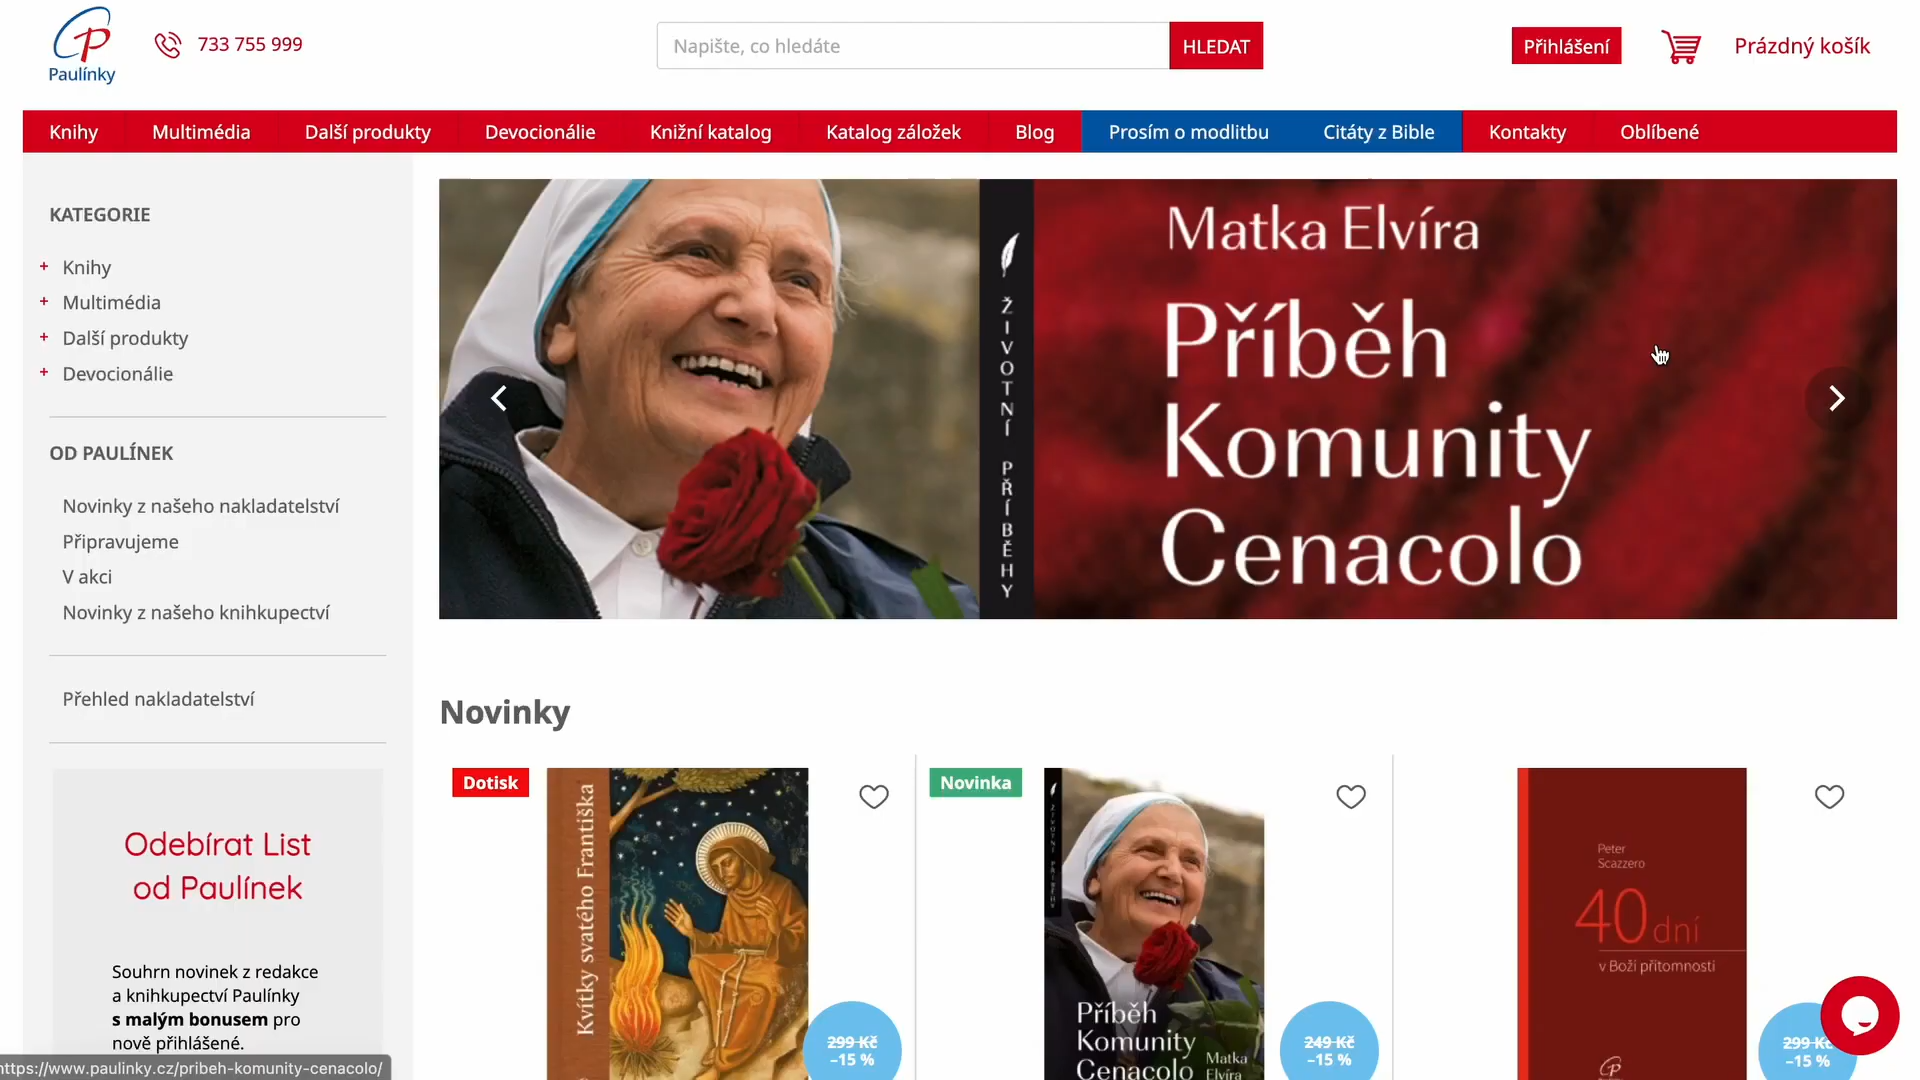 Paulínky
733 755 999
Napište, co hledáte
HLEDAT
Přihlášení
Prázdný košík
Knihy
Multimédia
Další produkty
Devocionálie
Knižní katalog
Katalog záložek
Blog
Prosím o modlitbu
Citáty z Bible
Kontakty
Oblíbené
KATEGORIE
+ Knihy
+ Multimédia
+ Další produkty
+ Devocionálie
OD PAULÍNEK
Novinky z našeho nakladatelství
Připravujeme
V akci
Novinky z našeho knihkupectví
Přehled nakladatelství
Odebírat List
od Paulínek
Souhrn novinek z redakce
a knihkupectví Paulínky
s malým bonusem pro
nově přihlášené.
https://www.paulinky.cz/pribeh-komunity-cenacolo/
ŽIVOTNÍ PŘÍBĚHY
Matka Elvíra
Příběh
Komunity
Cenacolo
Novinky
Dotisk
Kvítky svatého Františka
299 Kč
–15 %
Novinka
ŽIVOTNÍ PŘÍBĚHY
Příběh
Komunity
Cenacolo
Matka
Elvíra
249 Kč
–15 %
Peter
Scazzero
40 dní
v Boží přítomnosti
299 Kč
–15 %